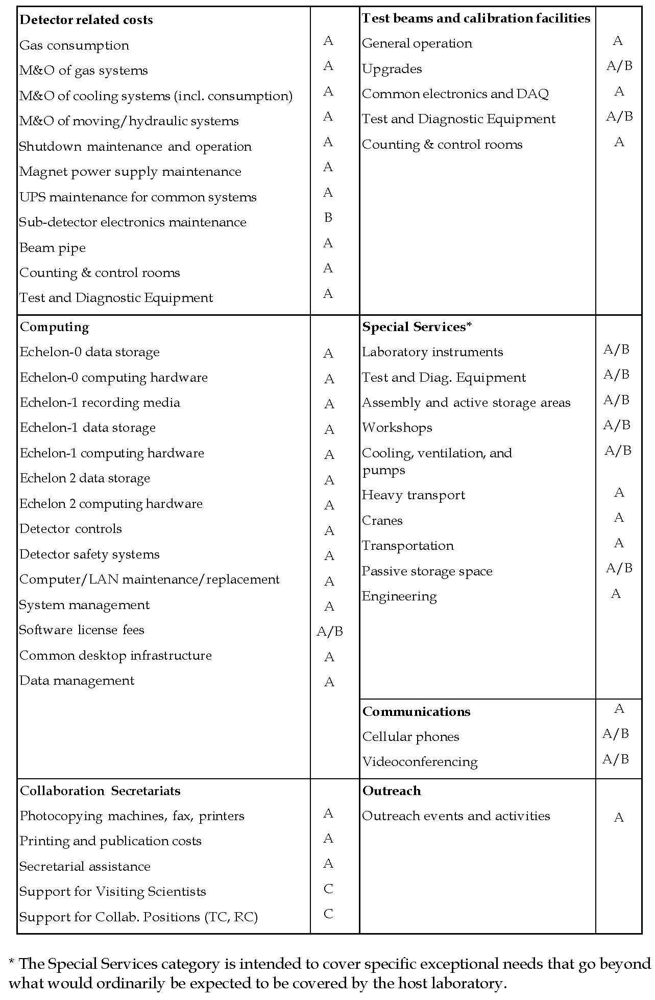 Detector related costs
Gas consumption A
M&O of gas systems A
M&O of cooling systems (incl. consumption) A
M&O of moving/hydraulic systems A
Shutdown maintenance and operation A
Magnet power supply maintenance A
UPS maintenance for common systems A
Sub-detector electronics maintenance B
Beam pipe A
Counting & control rooms A
Test and Diagnostic Equipment A
Test beams and calibration facilities
General operation A
Upgrades A/B
Common electronics and DAQ A
Test and Diagnostic Equipment A/B
Counting & control rooms A
Computing
Echelon-0 data storage A
Echelon-0 computing hardware A
Echelon-1 recording media A
Echelon-1 data storage A
Echelon-1 computing hardware A
Echelon 2 data storage A
Echelon 2 computing hardware A
Detector controls A
Detector safety systems A
Computer/LAN maintenance/replacement A
System management A
Software license fees A/B
Common desktop infrastructure A
Data management A
Special Services*
Laboratory instruments A/B
Test and Diag. Equipment A/B
Assembly and active storage areas A/B
Workshops A/B
Cooling, ventilation, and A/B
pumps
Heavy transport A
Cranes A
Transportation A
Passive storage space A/B
Engineering A
Communications A
Cellular phones A/B
Videoconferencing A/B
Collaboration Secretariats
Photocopying machines, fax, printers A
Printing and publication costs A
Secretarial assistance A
Support for Visiting Scientists C
Support for Collab. Positions (TC, RC) C
Outreach
Outreach events and activities A
* The Special Services category is intended to cover specific exceptional needs that go beyond
what would ordinarily be expected to be covered by the host laboratory.